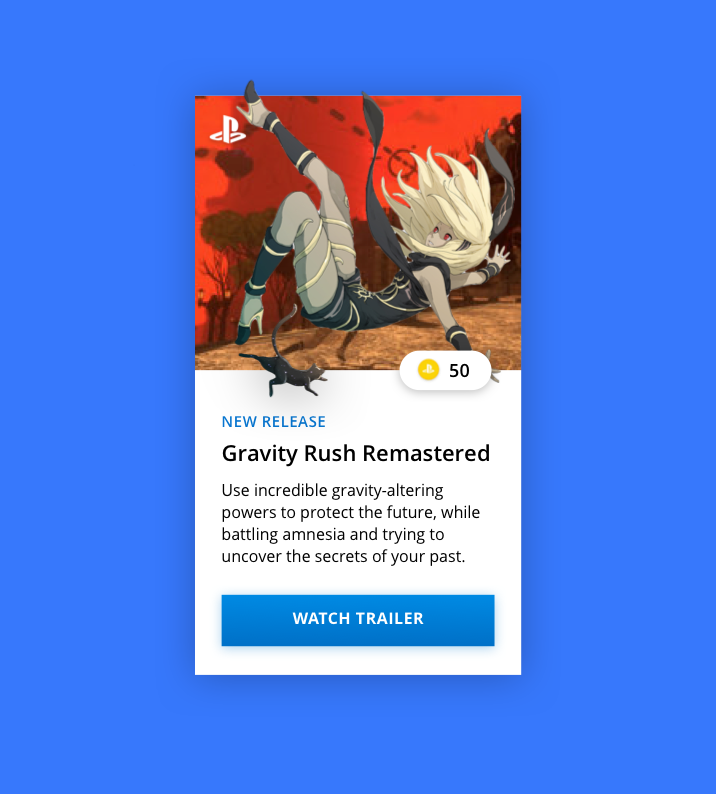 50
NEW RELEASE
Gravity Rush Remastered
Use incredible gravity-altering
powers to protect the future, while
battling amnesia and trying to
uncover the secrets of your past.
WATCH TRAILER